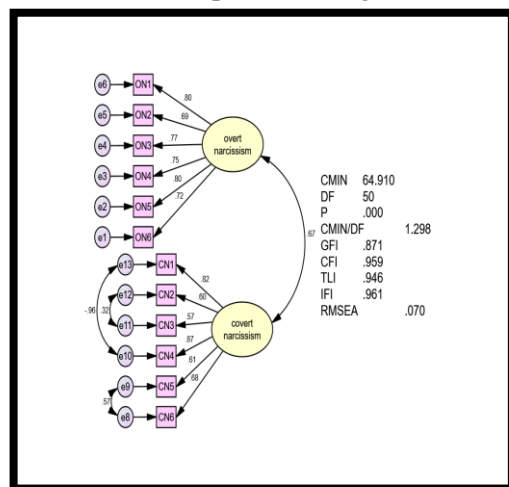 e6 ON1
.80
e5 ON2
.69
e4 ON3
.77
e3 ON4
.75
e2 ON5
.80
e1 ON6
.72
overt
narcissism
.67
e13 CN1
.82
e12 CN2
.60
e11 CN3
.57
e10 CN4
.87
e9 CN5
.61
e8 CN6
.68
-.96
.32
.57
covert
narcissism
CMIN 64.910
DF 50
P .000
CMIN/DF 1.298
GFI .871
CFI .959
TLI .946
IFI .961
RMSEA .070